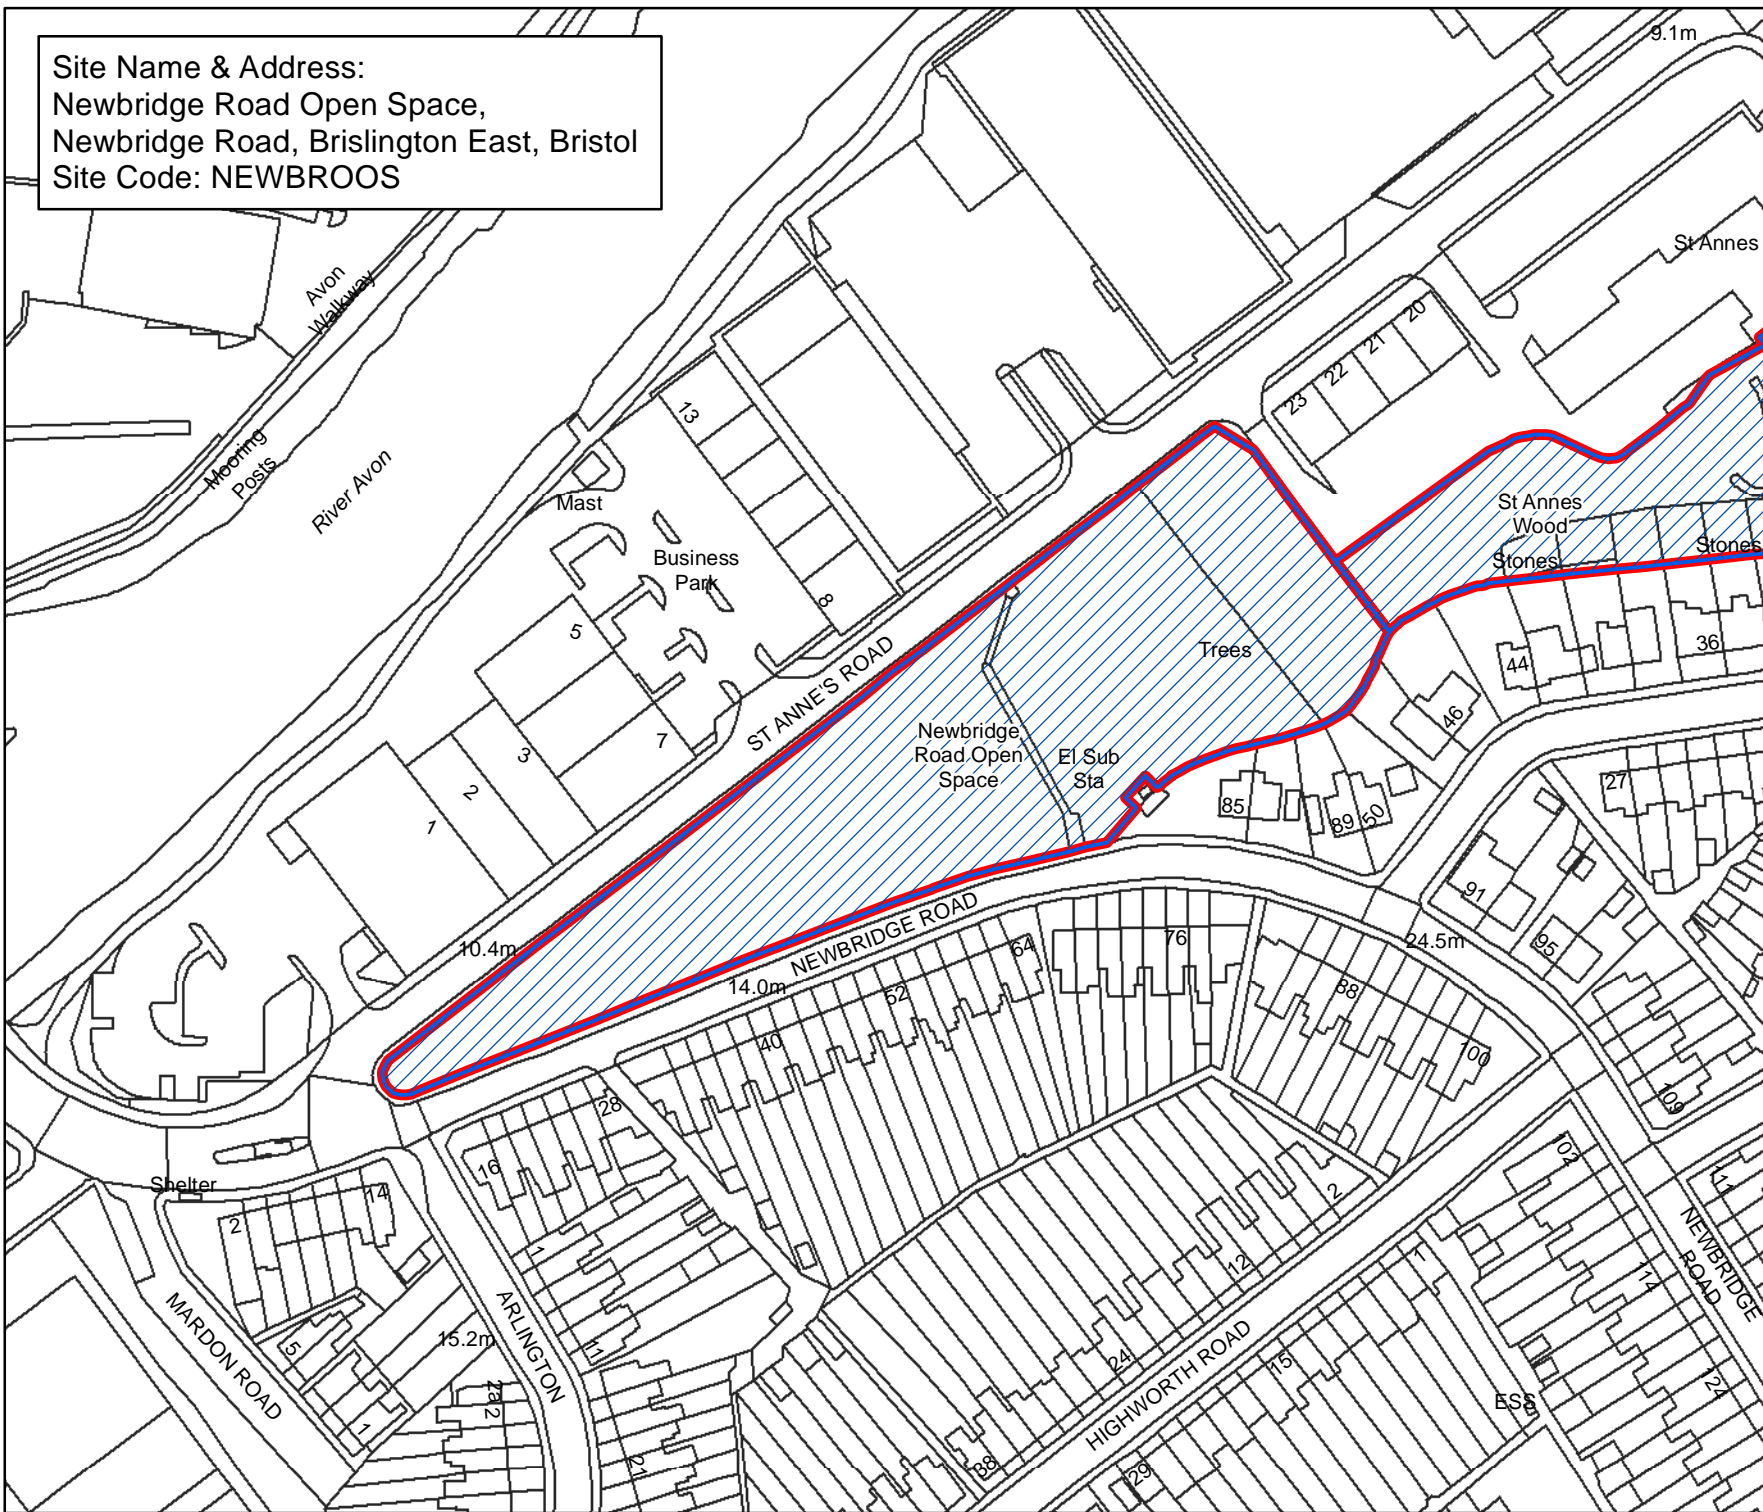 Site Name & Address:
Newbridge Road Open Space,
Newbridge Road, Brislington East, Bristol
Site Code: NEWBROOS
9.1m
St Annes
Avon
Walkway
Mooring
Posts
River Avon
Mast
Business
Park
13
8
5
7
3
2
1
20
21
22
23
St Annes
Wood
Stones
Stones
ST ANNE'S ROAD
Trees
Newbridge
Road Open
Space
El Sub
Sta
44
36
46
27
85
89
50
91
95
24.5m
10.4m
14.0m
NEWBRIDGE ROAD
64
76
52
40
88
100
109
28
16
Shelter
14
2
102
111
2
1
12
1
NEWBRIDGE
ROAD
114
124
MARDON ROAD
ARLINGTON
15.2m
5
1
11
2a
2
21
24
15
HIGHWORTH ROAD
38
29
ESS